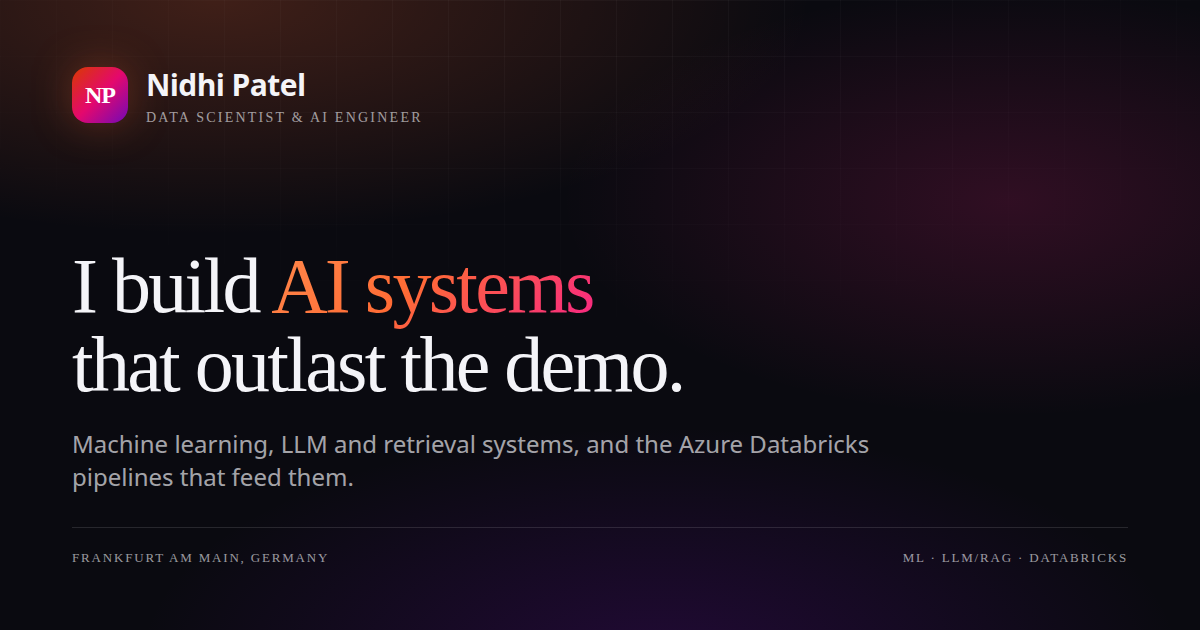 NP
Nidhi Patel
DATA SCIENTIST & AI ENGINEER
I build AI systems
that outlast the demo.
Machine learning, LLM and retrieval systems, and the Azure Databricks
pipelines that feed them.
FRANKFURT AM MAIN, GERMANY
ML · LLM/RAG · DATABRICKS